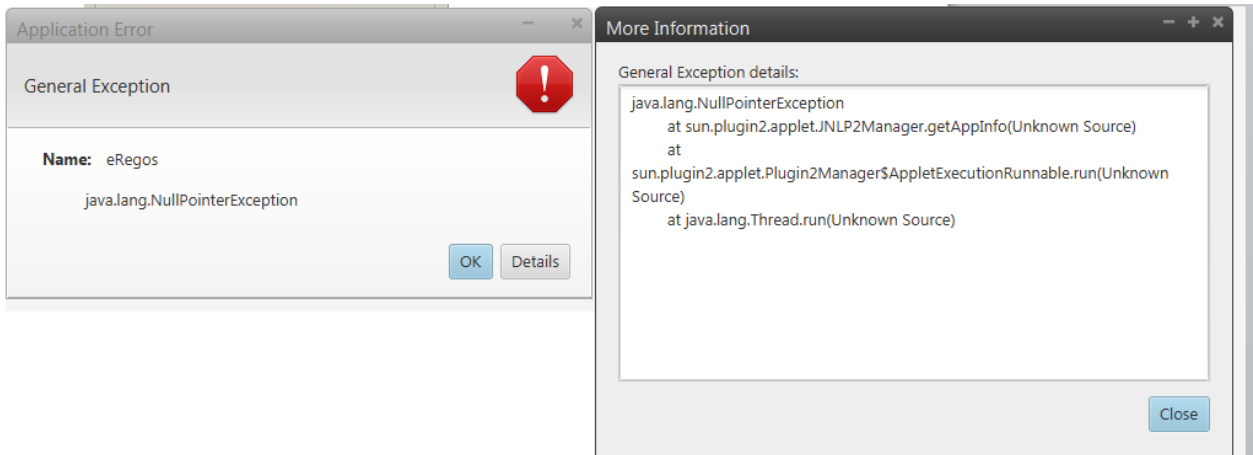 Application Error
General Exception
Name: eRegos
java.lang.NullPointerException
OK Details
More Information
General Exception details:
java.lang.NullPointerException
at sun.plugin2.applet.JNLP2Manager.getAppInfo(Unknown Source)
at
sun.plugin2.applet.Plugin2Manager$AppletExecutionRunnable.run(Unknown
Source)
at java.lang.Thread.run(Unknown Source)
Close